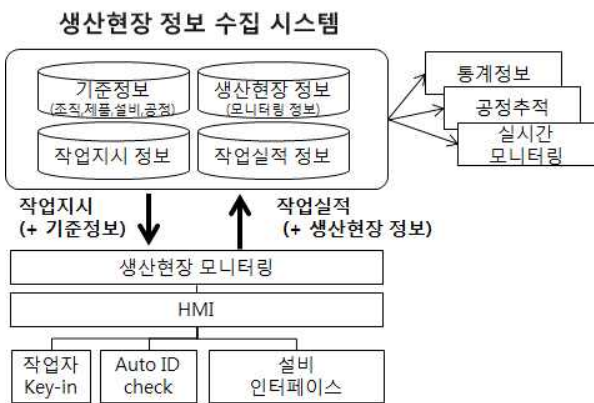 생산현장 정보 수집 시스템
기준정보
(조직,제품,설비,공정)
생산현장 정보
(모니터링 정보)
작업지시 정보
작업실적 정보
통계정보
공정추적
실시간
모니터링
작업지시
(+ 기준정보)
작업실적
(+ 생산현장 정보)
생산현장 모니터링
HMI
작업자
Key-in
Auto ID
check
설비
인터페이스